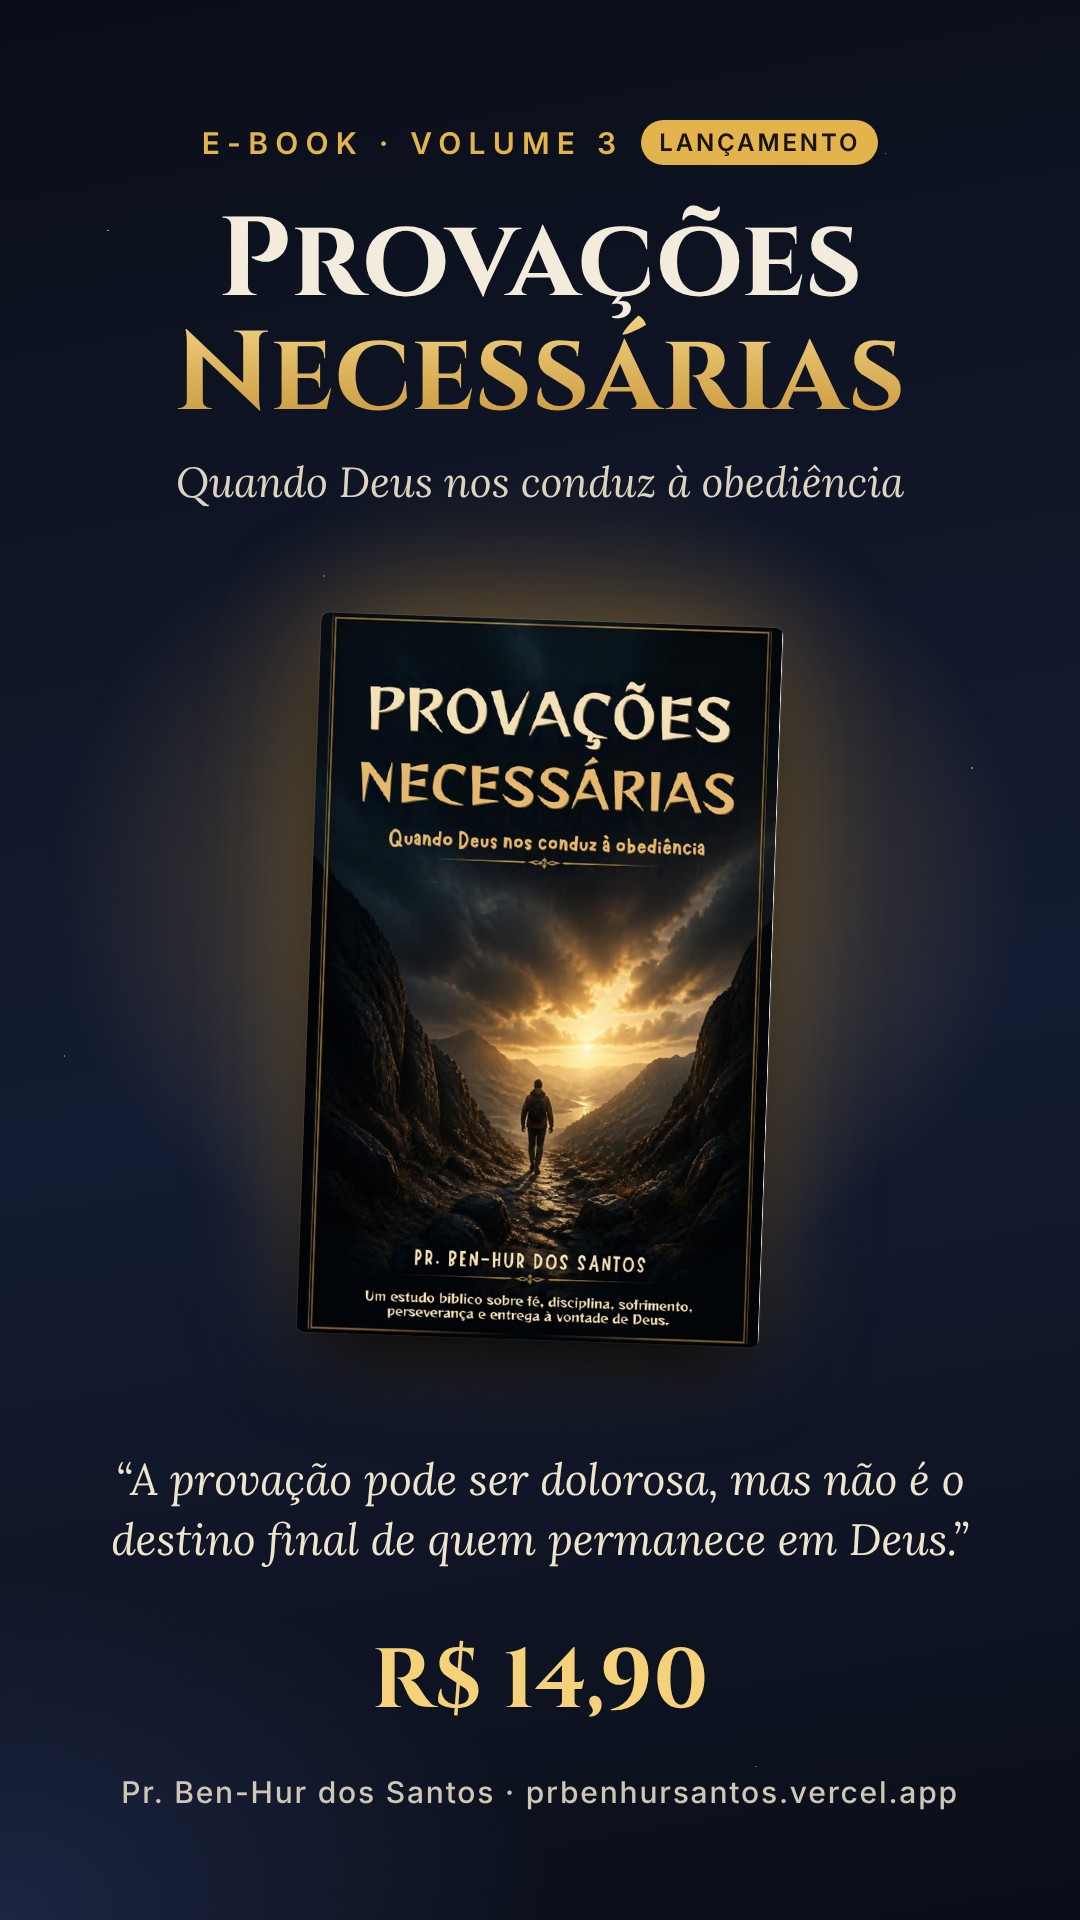 E-BOOK · VOLUME 3 LANÇAMENTO
PROVAÇÕES
NECESSÁRIAS
Quando Deus nos conduz à obediência
PROVAÇÕES
NECESSÁRIAS
Quando Deus nos conduz à obediência
PR. BEN-HUR DOS SANTOS
Um estudo bíblico sobre fé, disciplina, sofrimento,
perseverança e entrega à vontade de Deus.
“A provação pode ser dolorosa, mas não é o
destino final de quem permanece em Deus.”
R$ 14,90
Pr. Ben-Hur dos Santos · prbenhursantos.vercel.app